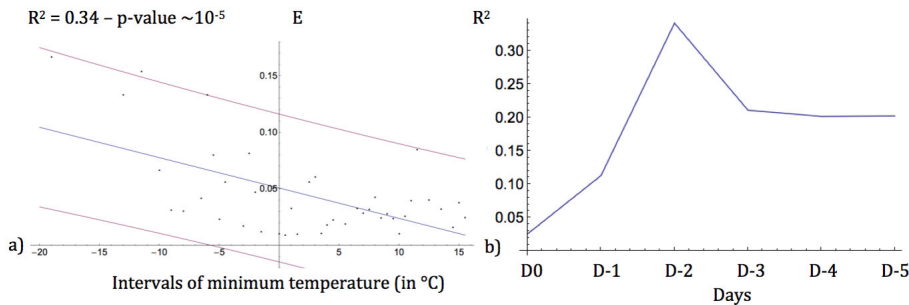 R² = 0.34 – p-value ~10⁻⁵
E
0.15
0.10
0.05
−20 −15 −10 −5 0 5 10 15
a)
Intervals of minimum temperature (in °C)
R²
0.30
0.25
0.20
0.15
0.10
0.05
b)
D0 D-1 D-2 D-3 D-4 D-5
Days